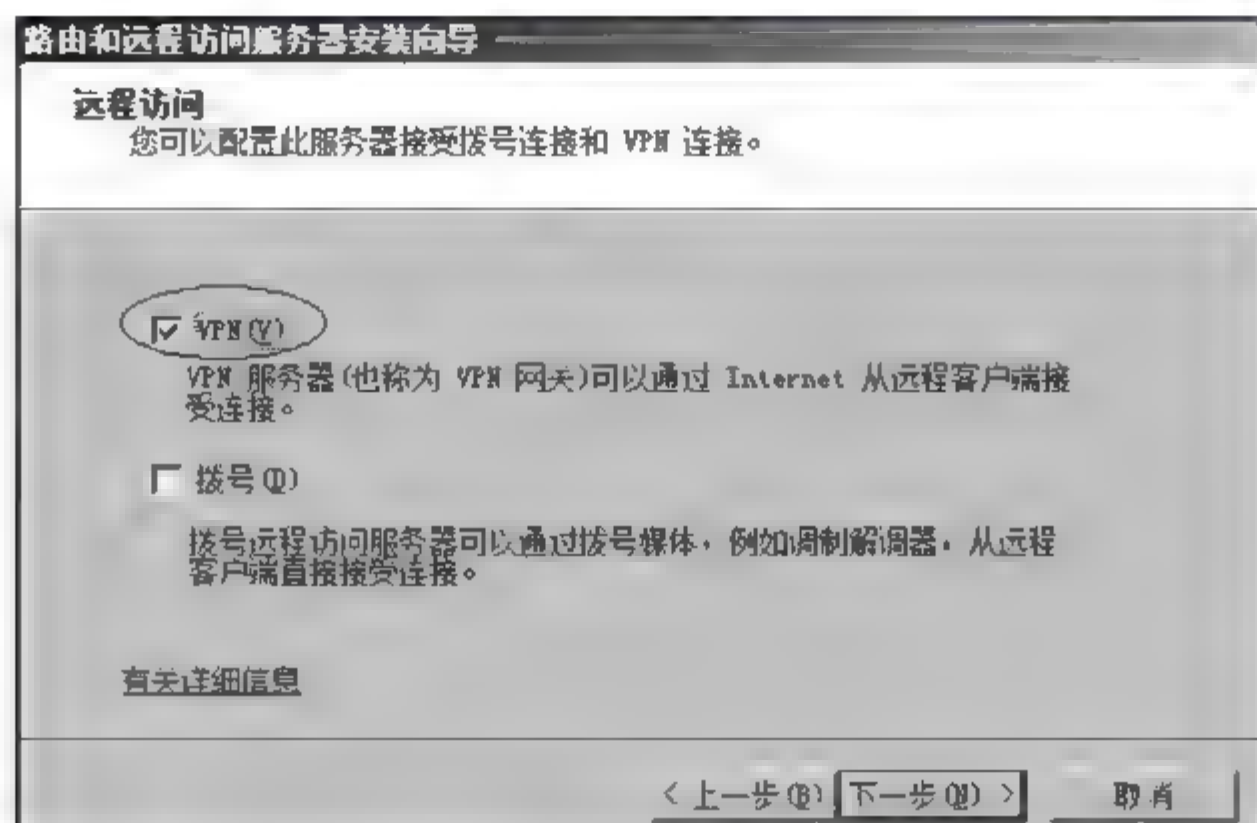 路由和远程访问服务器安装向导
远程访问
您可以配置此服务器接受拨号连接和 VPN 连接。
VPN(V)
VPN 服务器(也称为 VPN 网关)可以通过 Internet 从远程客户端接
受连接。
拨号(D)
拨号远程访问服务器可以通过拨号媒体，例如调制解调器，从远程
客户端直接接受连接。
有关详细信息
< 上一步(B) 下一步(N) > 取消